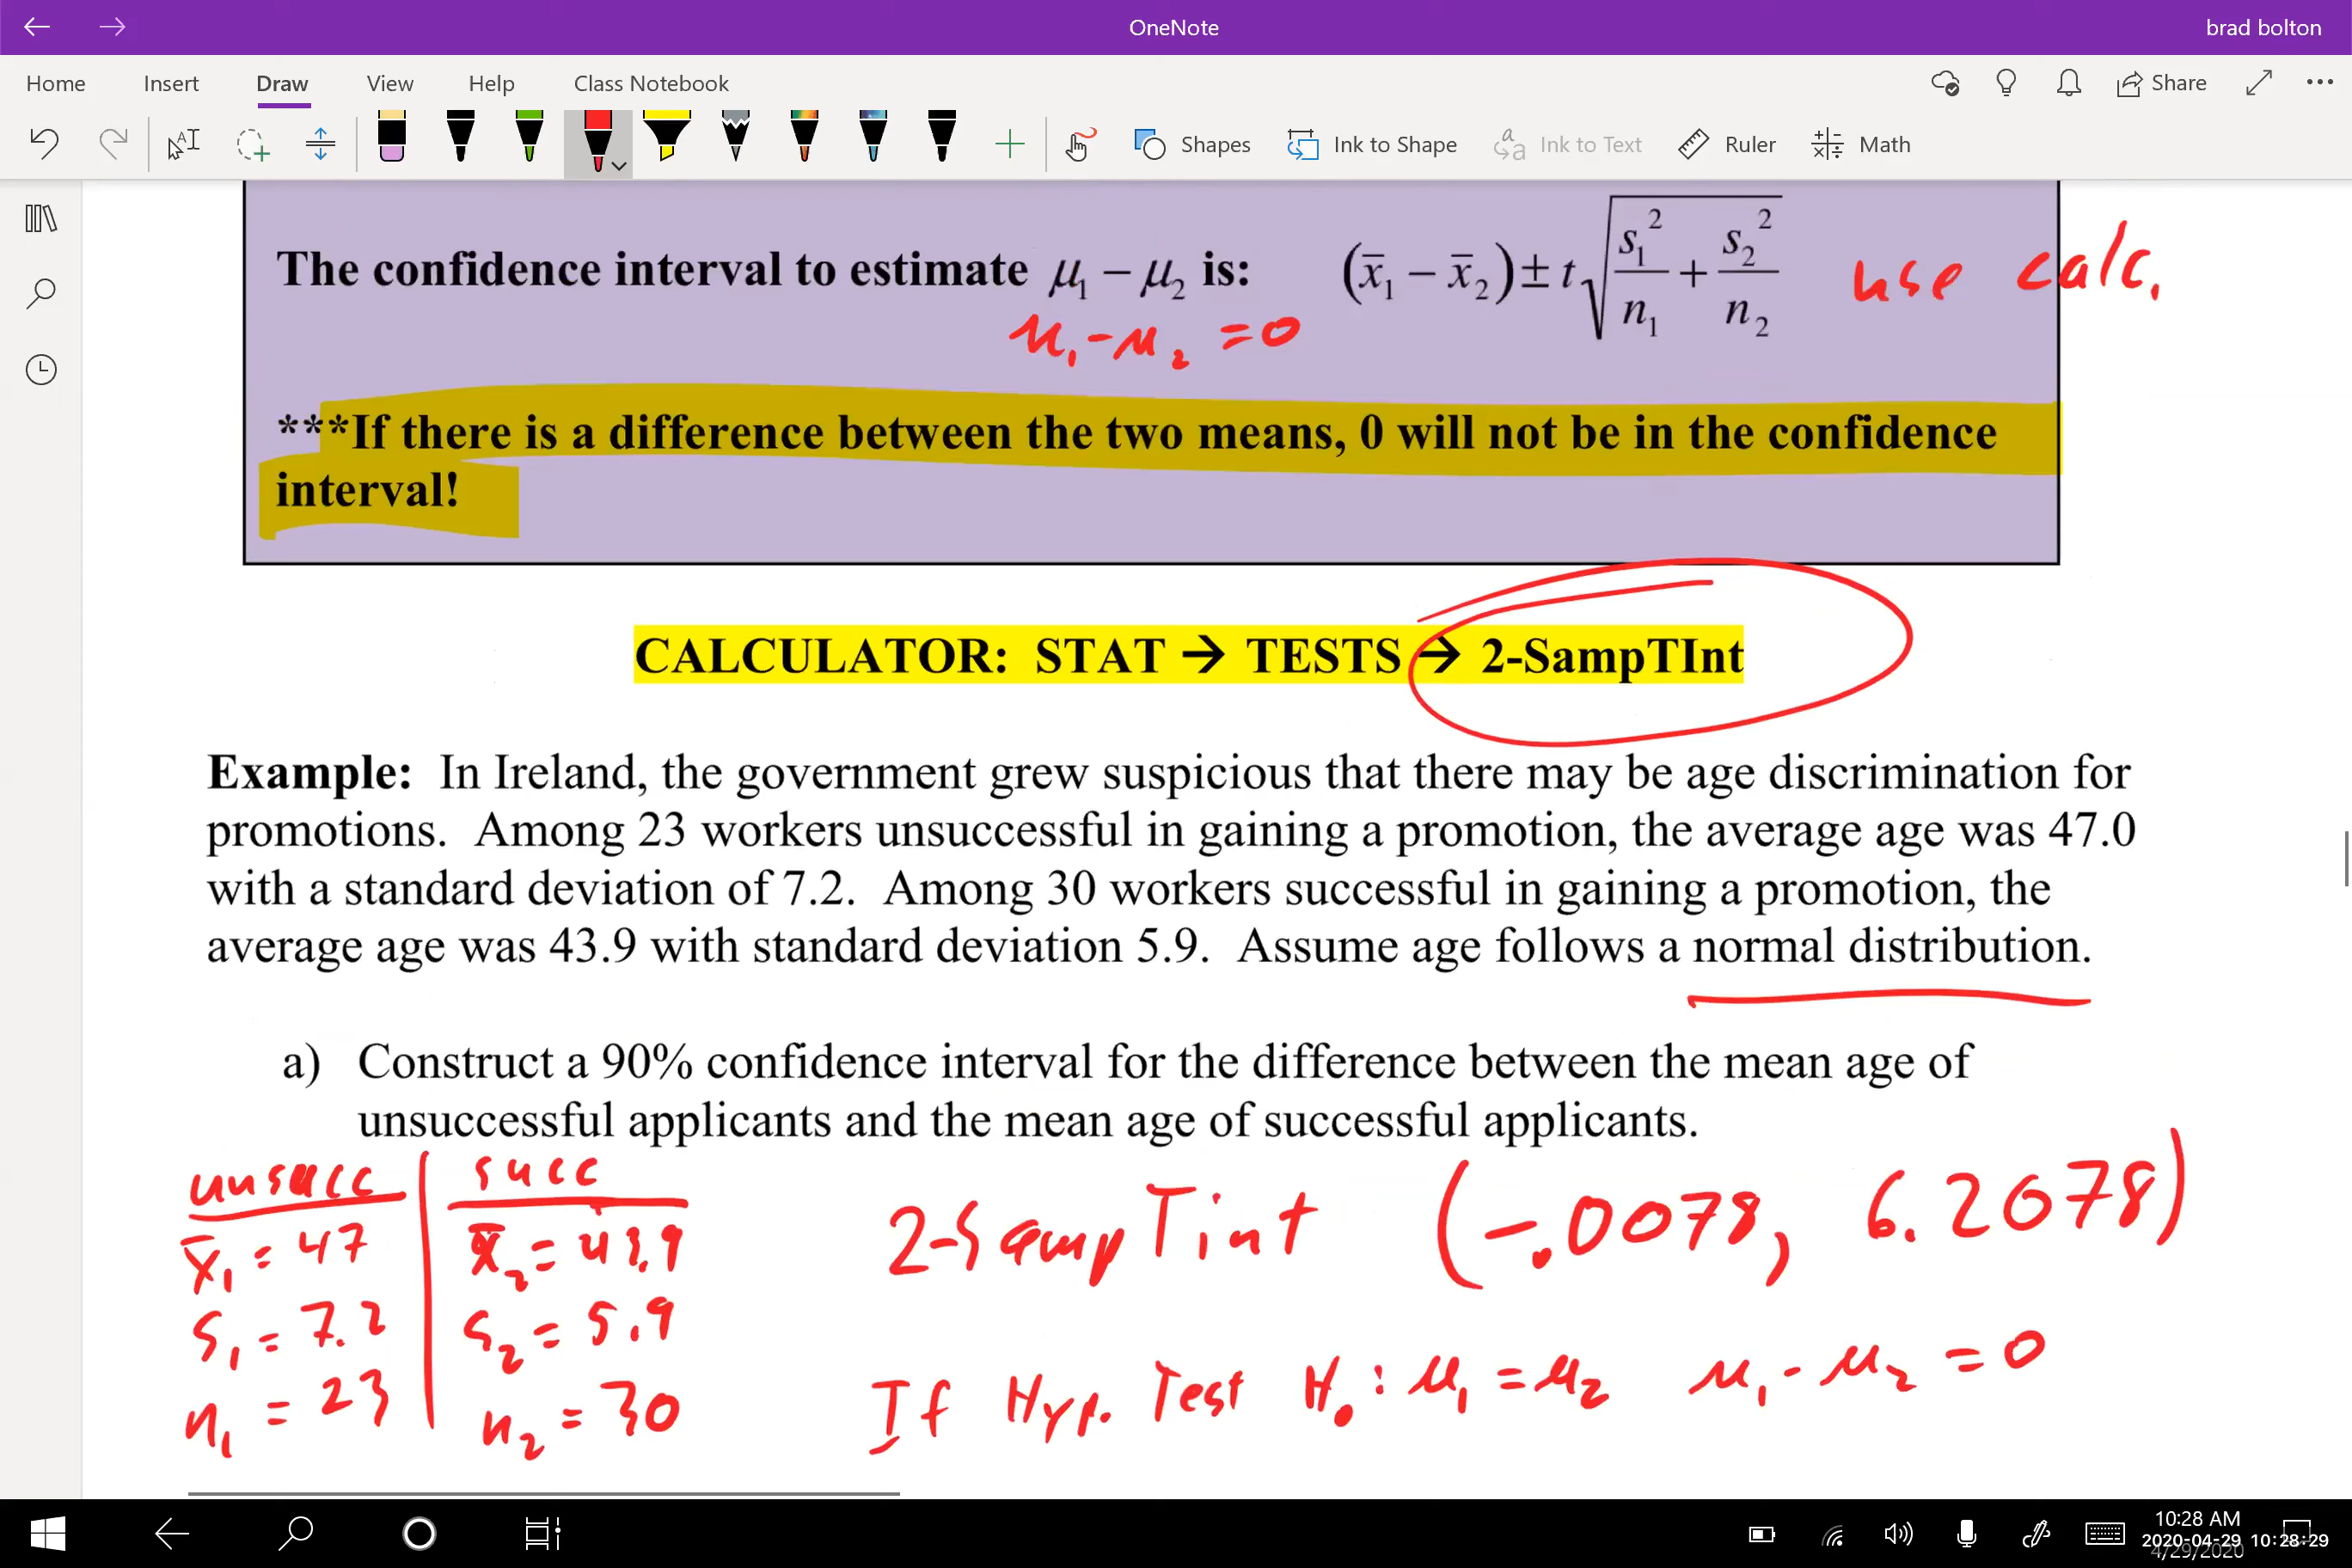 OneNote
brad bolton
Home Insert Draw View Help Class Notebook
Share
Shapes Ink to Shape Ink to Text Ruler Math
The confidence interval to estimate μ₁ − μ₂ is: (x̄₁ − x̄₂) ± t√(s₁²/n₁ + s₂²/n₂) use calc.
μ₁ - μ₂ = 0
***If there is a difference between the two means, 0 will not be in the confidence
interval!
CALCULATOR: STAT → TESTS → 2-SampTInt
Example: In Ireland, the government grew suspicious that there may be age discrimination for
promotions. Among 23 workers unsuccessful in gaining a promotion, the average age was 47.0
with a standard deviation of 7.2. Among 30 workers successful in gaining a promotion, the
average age was 43.9 with standard deviation 5.9. Assume age follows a normal distribution.
a) Construct a 90% confidence interval for the difference between the mean age of
unsuccessful applicants and the mean age of successful applicants.
unsucc succ
x̄₁ = 47 x̄₂ = 43.9 2-Samp Tint (-.0078, 6.2078)
s₁ = 7.2 s₂ = 5.9
n₁ = 23 n₂ = 30 If Hyp. Test H₀: μ₁ = μ₂ μ₁ - μ₂ = 0
10:28 AM
2020-04-29 10:28:29
4/29/2020